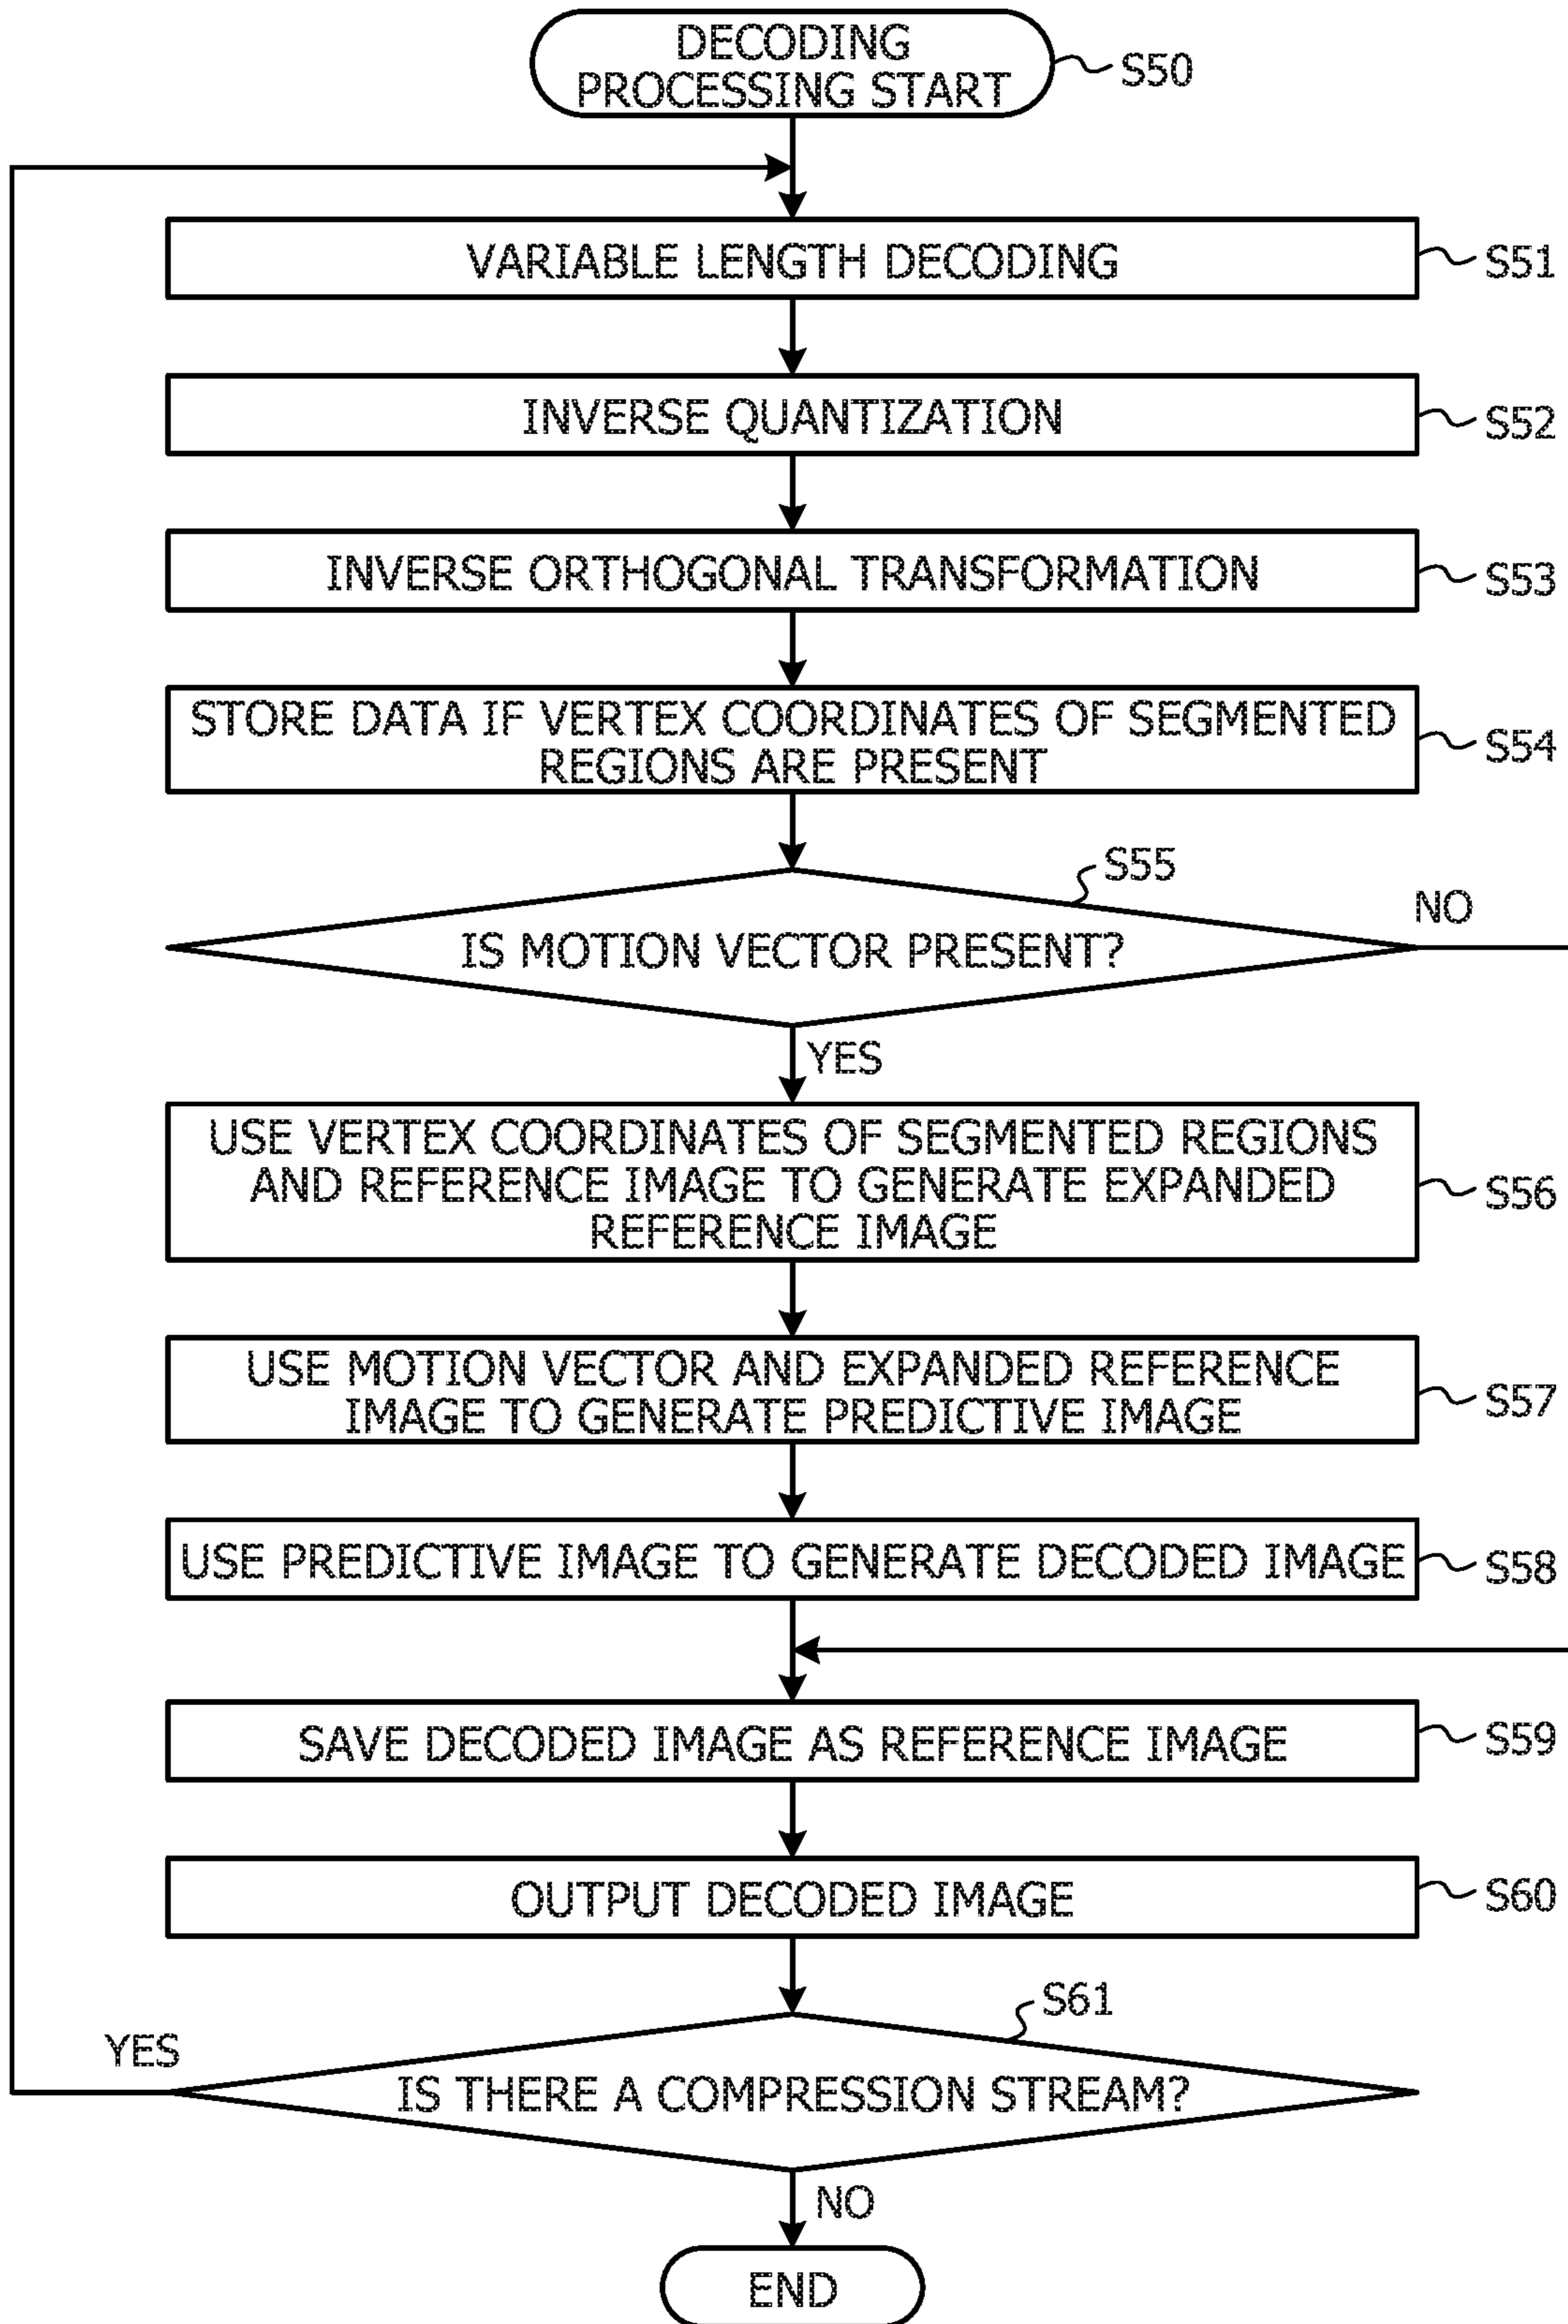 DECODING
PROCESSING START
S50
VARIABLE LENGTH DECODING
S51
INVERSE QUANTIZATION
S52
INVERSE ORTHOGONAL TRANSFORMATION
S53
STORE DATA IF VERTEX COORDINATES OF SEGMENTED
REGIONS ARE PRESENT
S54
S55
IS MOTION VECTOR PRESENT?
NO
YES
USE VERTEX COORDINATES OF SEGMENTED REGIONS
AND REFERENCE IMAGE TO GENERATE EXPANDED
REFERENCE IMAGE
S56
USE MOTION VECTOR AND EXPANDED REFERENCE
IMAGE TO GENERATE PREDICTIVE IMAGE
S57
USE PREDICTIVE IMAGE TO GENERATE DECODED IMAGE
S58
SAVE DECODED IMAGE AS REFERENCE IMAGE
S59
OUTPUT DECODED IMAGE
S60
S61
YES
IS THERE A COMPRESSION STREAM?
NO
END